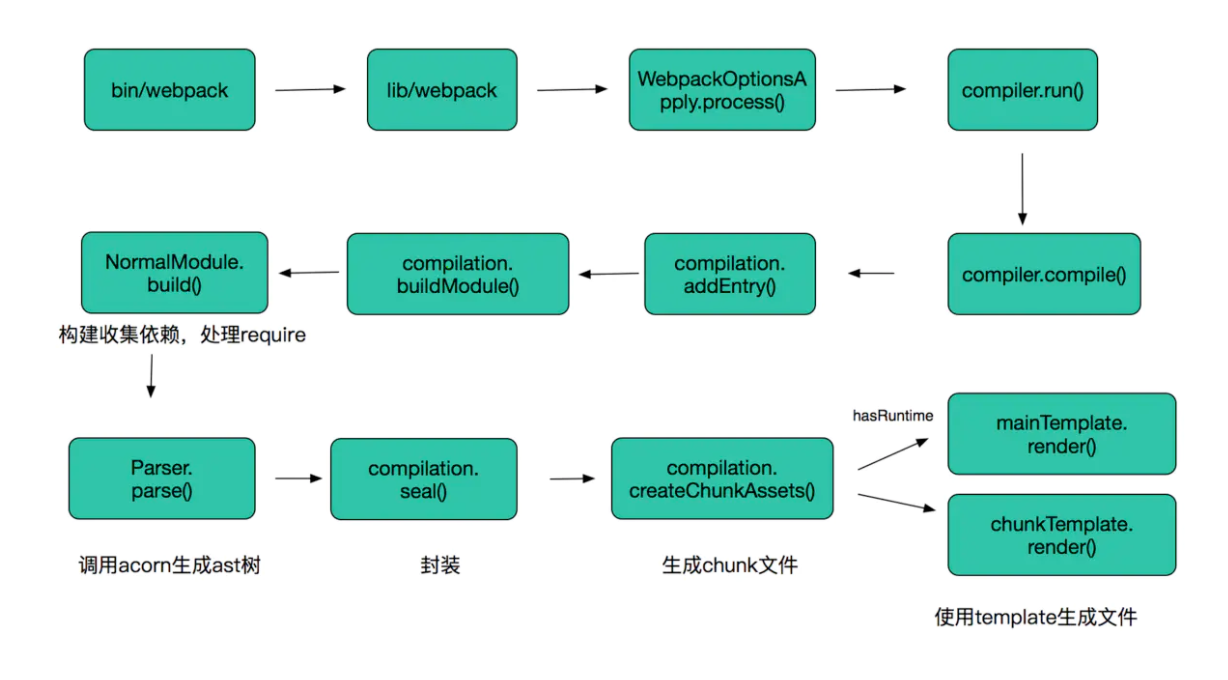 bin/webpack
lib/webpack
WebpackOptionsA
pply.process()
compiler.run()
compiler.compile()
compilation.
addEntry()
compilation.
buildModule()
NormalModule.
build()
构建收集依赖，处理require
Parser.
parse()
调用acorn生成ast树
compilation.
seal()
封装
compilation.
createChunkAssets()
生成chunk文件
hasRuntime
mainTemplate.
render()
chunkTemplate.
render()
使用template生成文件